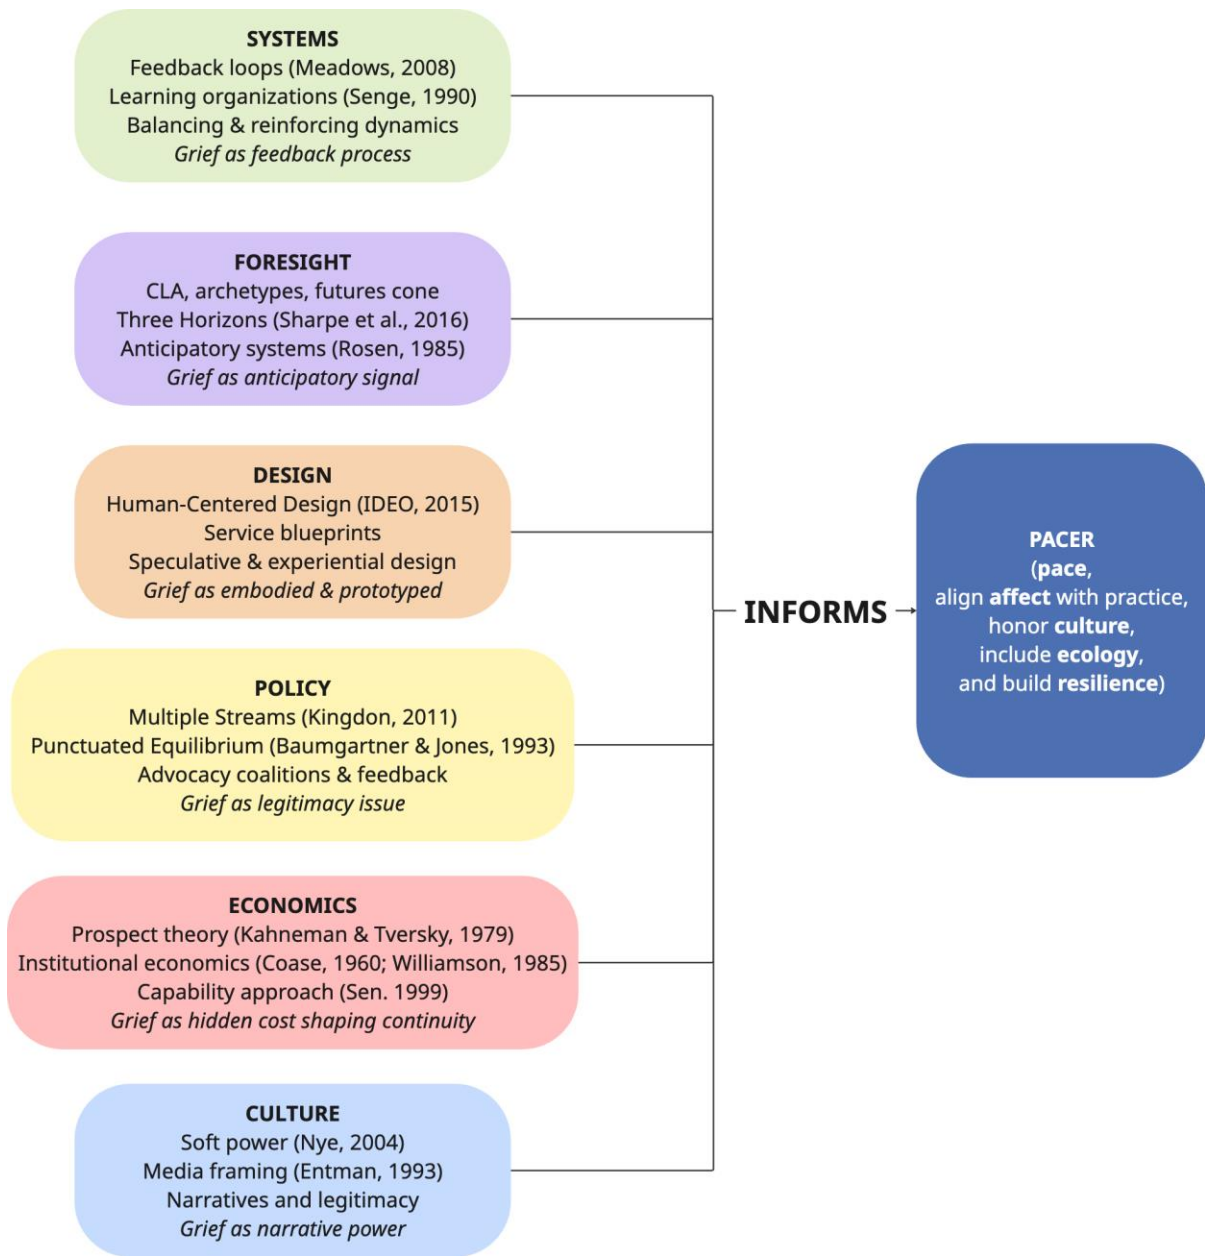 SYSTEMS
Feedback loops (Meadows, 2008)
Learning organizations (Senge, 1990)
Balancing & reinforcing dynamics
Grief as feedback process
FORESIGHT
CLA, archetypes, futures cone
Three Horizons (Sharpe et al., 2016)
Anticipatory systems (Rosen, 1985)
Grief as anticipatory signal
DESIGN
Human-Centered Design (IDEO, 2015)
Service blueprints
Speculative & experiential design
Grief as embodied & prototyped
POLICY
Multiple Streams (Kingdon, 2011)
Punctuated Equilibrium (Baumgartner & Jones, 1993)
Advocacy coalitions & feedback
Grief as legitimacy issue
ECONOMICS
Prospect theory (Kahneman & Tversky, 1979)
Institutional economics (Coase, 1960; Williamson, 1985)
Capability approach (Sen. 1999)
Grief as hidden cost shaping continuity
CULTURE
Soft power (Nye, 2004)
Media framing (Entman, 1993)
Narratives and legitimacy
Grief as narrative power
INFORMS
PACER
(pace,
align affect with practice,
honor culture,
include ecology,
and build resilience)